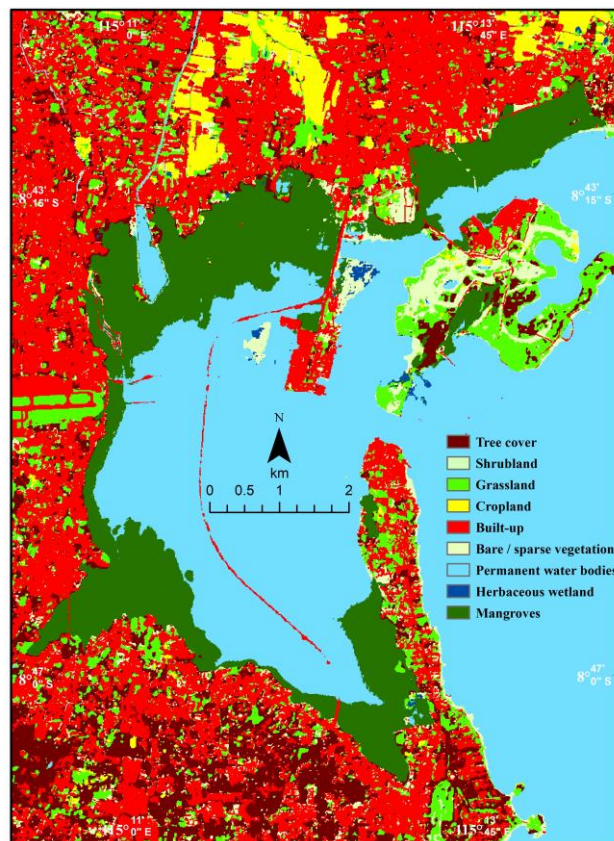 115° 11' 0" E
115° 13' 45" E
8° 43' 15" S
8° 43' 15" S
N
km
0 0.5 1 2
Tree cover
Shrubland
Grassland
Cropland
Built-up
Bare / sparse vegetation
Permanent water bodies
Herbaceous wetland
Mangroves
8° 47' 0" S
8° 47' 0" S
115° 11' 0" E
115° 43' 45" E